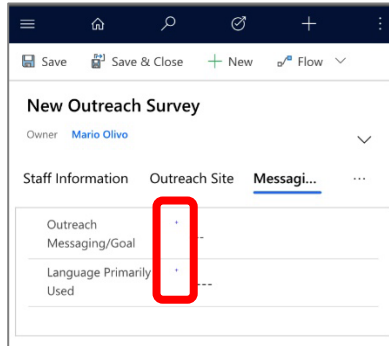 Save Save & Close New Flow
New Outreach Survey
Owner Mario Olivo
Staff Information Outreach Site Messagi... ...
Outreach
Messaging/Goal + --
Language Primarily
Used + ---